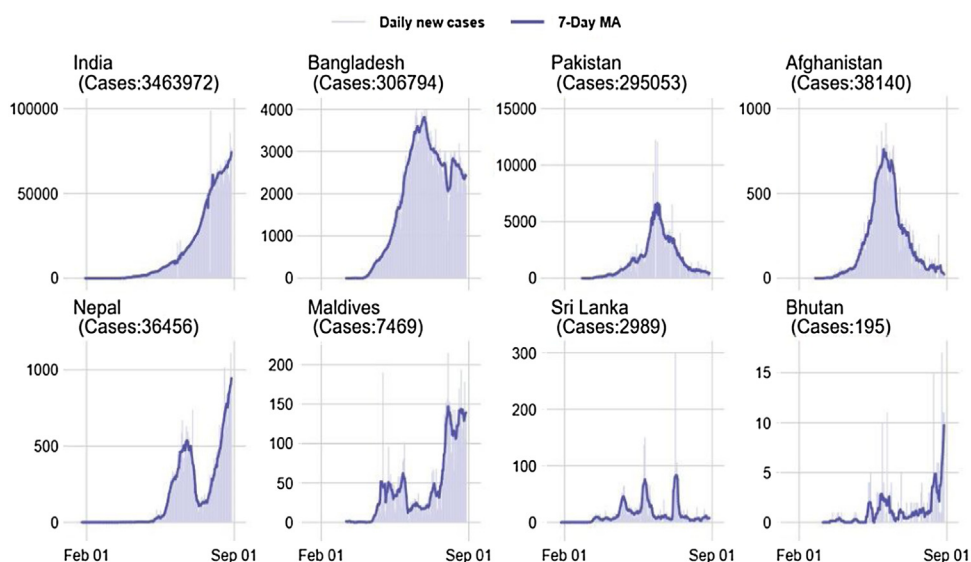 Daily new cases 7-Day MA
India Bangladesh Pakistan Afghanistan
(Cases:3463972) (Cases:306794) (Cases:295053) (Cases:38140)
100000 4000 15000 1000
3000
10000
50000 2000 500
5000
1000
0 0 0 0
Nepal Maldives Sri Lanka Bhutan
(Cases:36456) (Cases:7469) (Cases:2989) (Cases:195)
300
1000 200 15
150 200
10
500 100
100
50 5
0 0 0 0
Feb 01 Sep 01 Feb 01 Sep 01 Feb 01 Sep 01 Feb 01 Sep 01